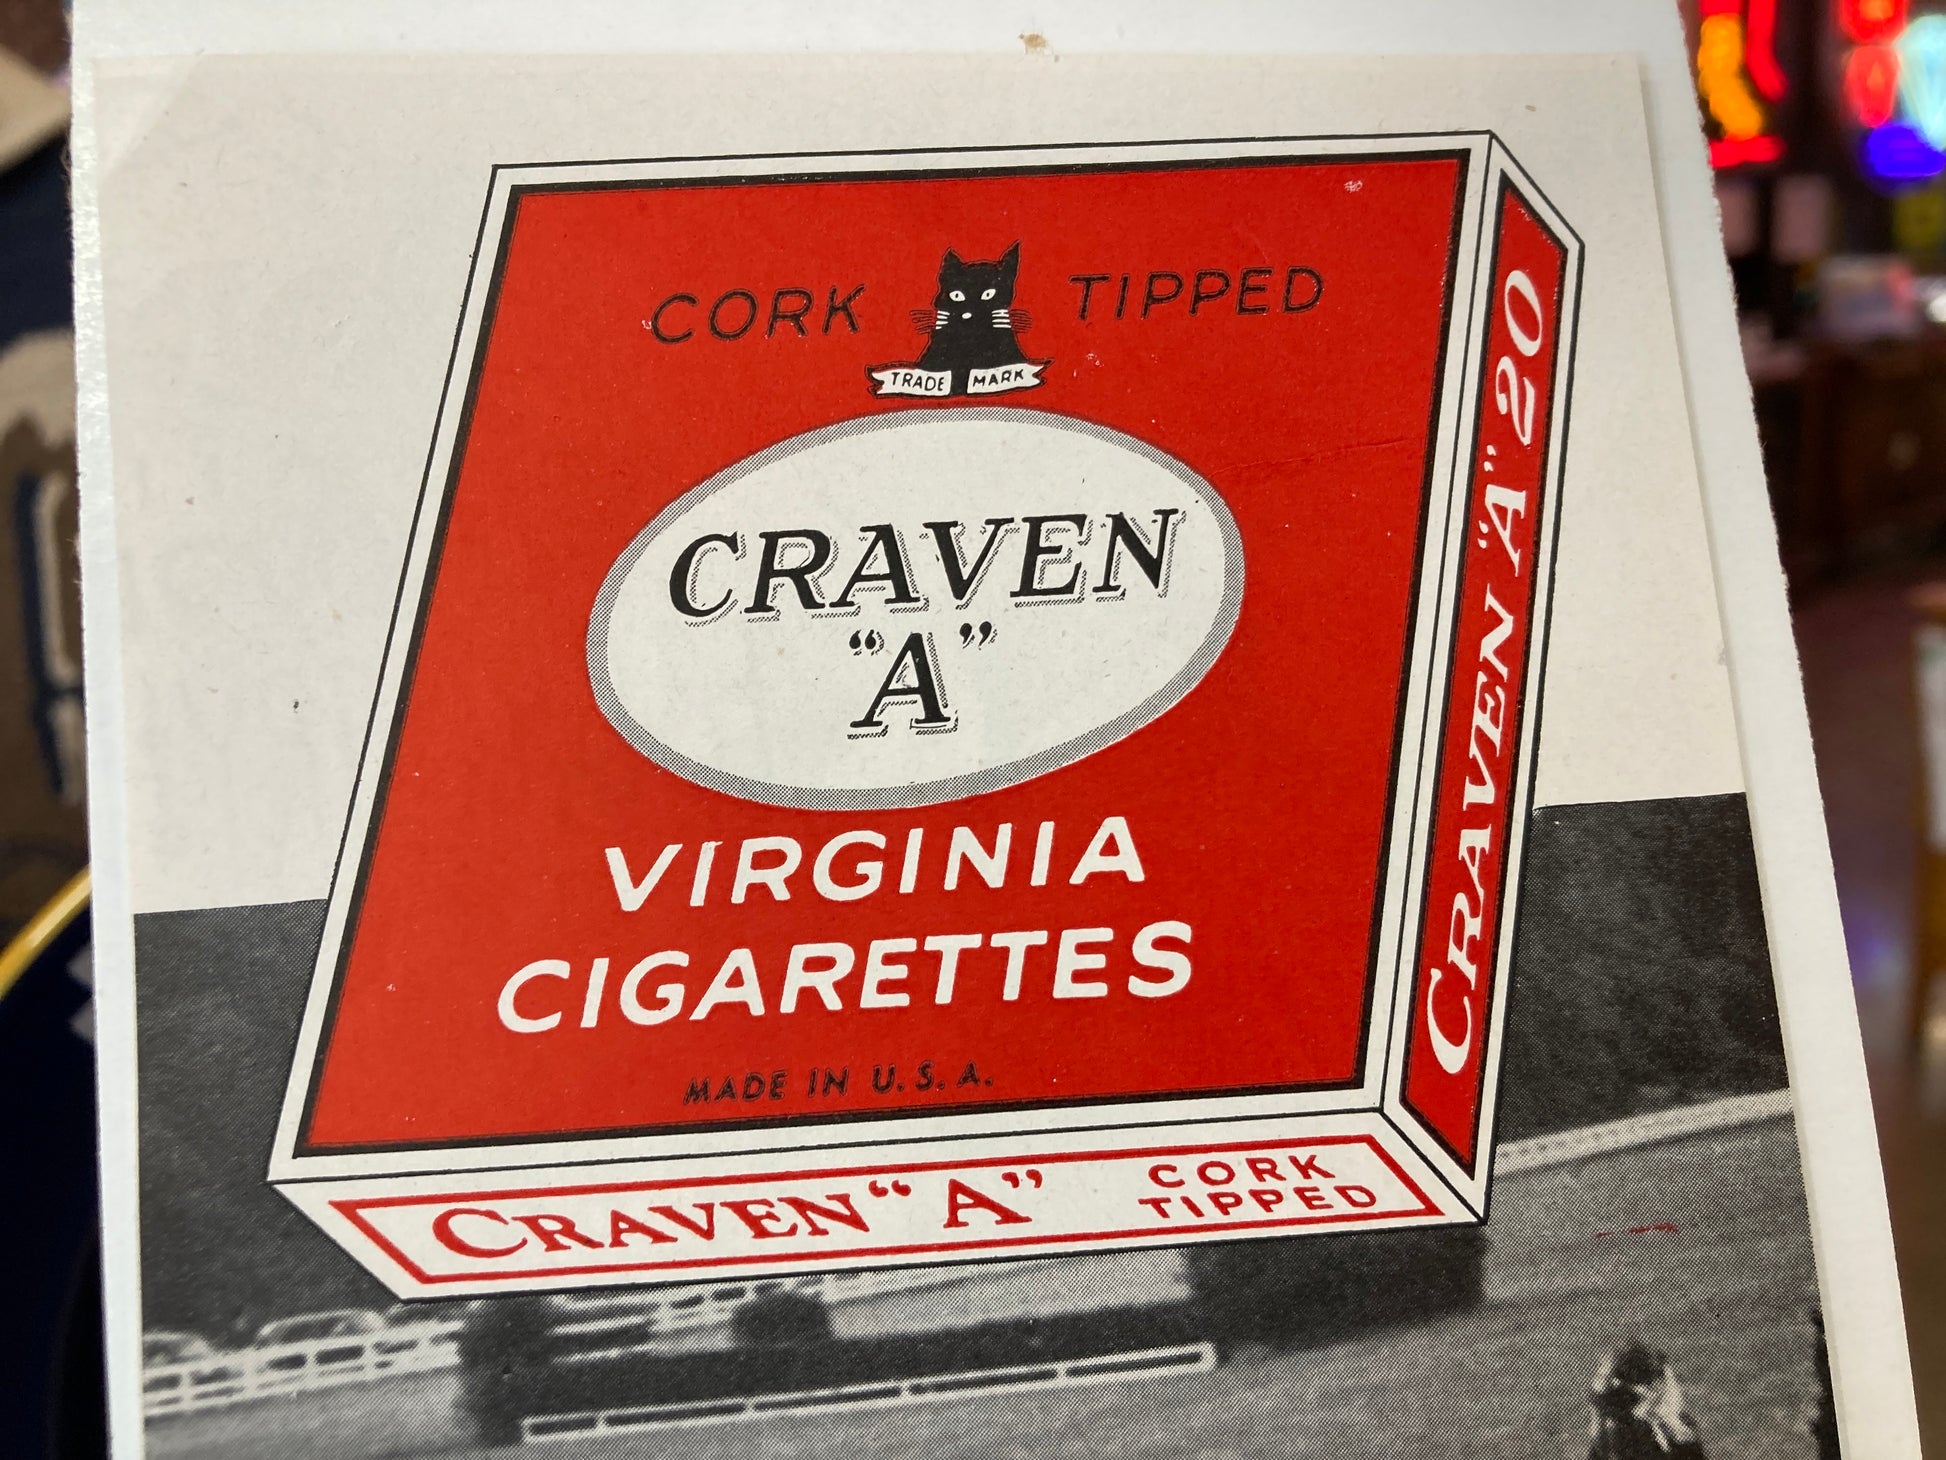 CORK TIPPED
TRADE MARK
CRAVEN
“A”
VIRGINIA
CIGARETTES
MADE IN U.S.A.
CRAVEN “A” 20
CRAVEN “A”
CORK
TIPPED